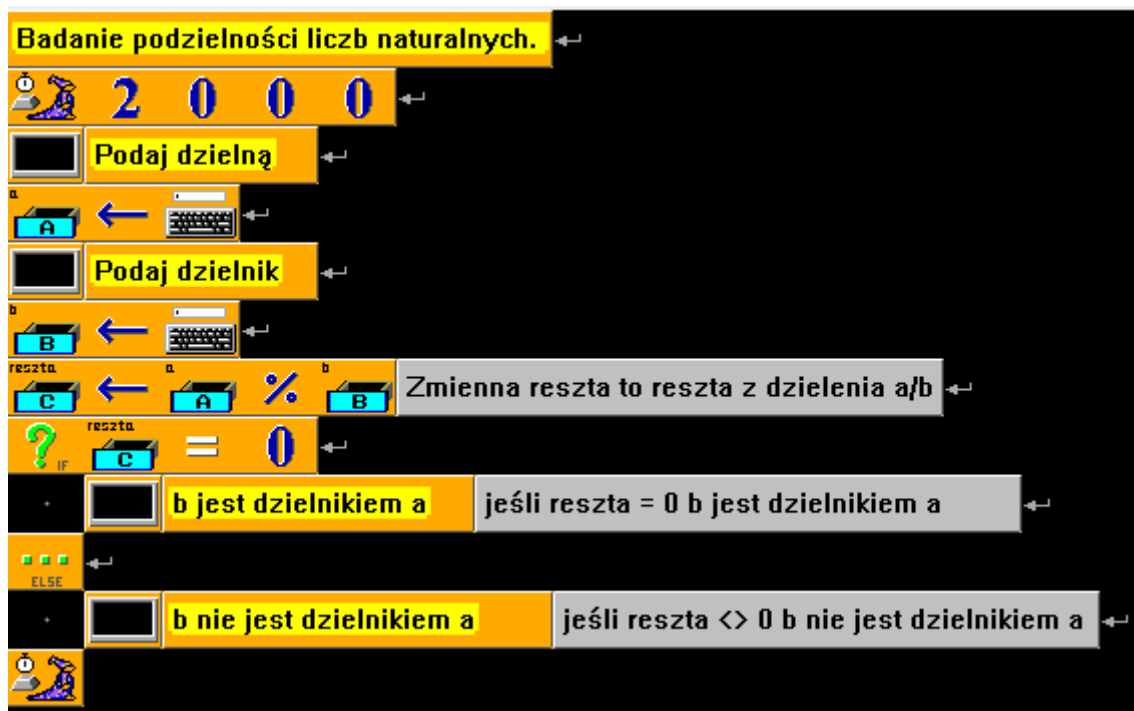 Badanie podzielności liczb naturalnych.
2 0 0 0
Podaj dzielną
a A
Podaj dzielnik
b B
reszta C a A % b B Zmienna reszta to reszta z dzielenia a/b
? IF reszta C = 0
b jest dzielnikiem a jeśli reszta = 0 b jest dzielnikiem a
ELSE
b nie jest dzielnikiem a jeśli reszta <> 0 b nie jest dzielnikiem a